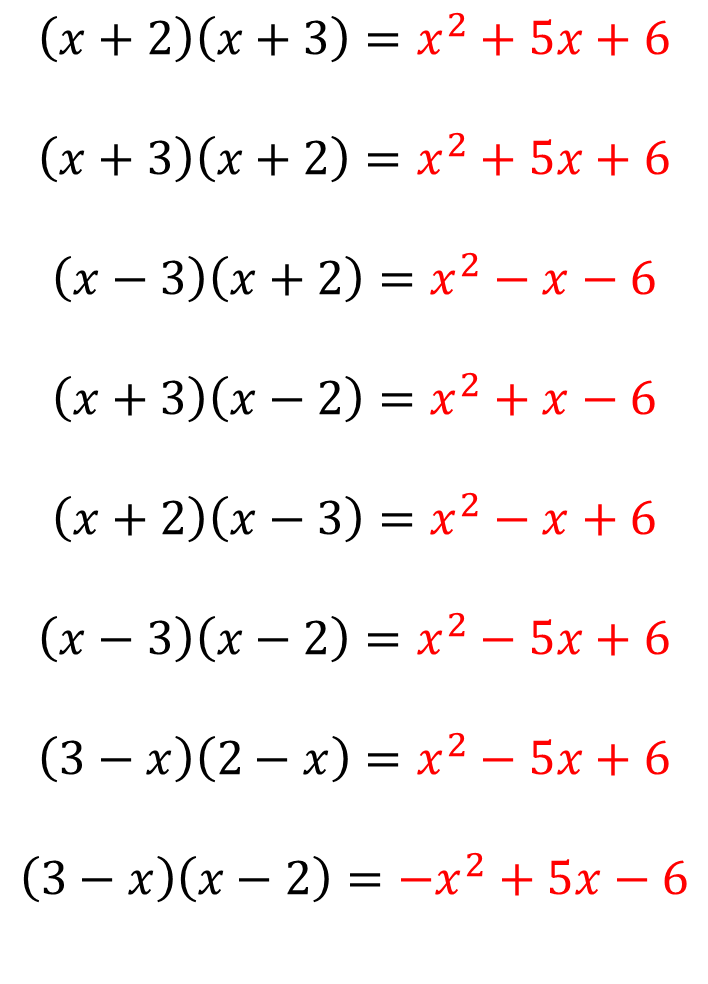 (x + 2)(x + 3) = x² + 5x + 6
(x + 3)(x + 2) = x² + 5x + 6
(x − 3)(x + 2) = x² − x − 6
(x + 3)(x − 2) = x² + x − 6
(x + 2)(x − 3) = x² − x + 6
(x − 3)(x − 2) = x² − 5x + 6
(3 − x)(2 − x) = x² − 5x + 6
(3 − x)(x − 2) = −x² + 5x − 6